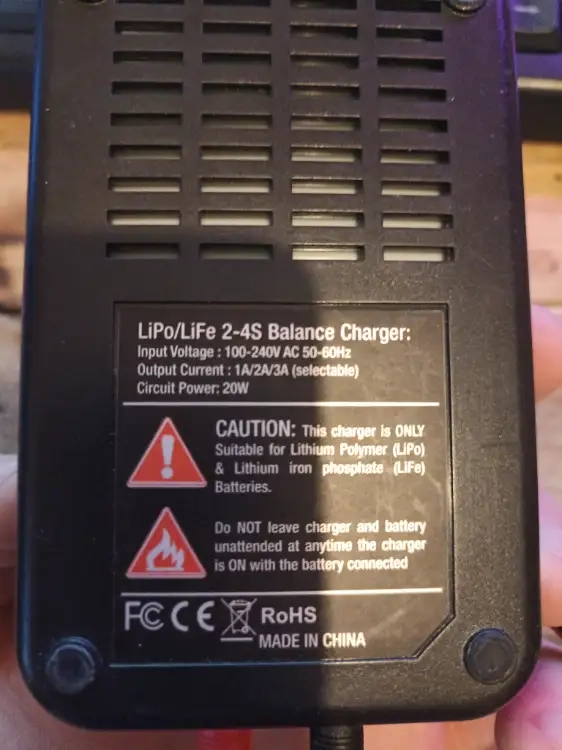 LiPo/LiFe 2-4S Balance Charger:
Input Voltage : 100-240V AC 50-60Hz
Output Current : 1A/2A/3A (selectable)
Circuit Power: 20W
CAUTION: This charger is ONLY
Suitable for Lithium Polymer (LiPo)
& Lithium iron phosphate (LiFe)
Batteries.
Do NOT leave charger and battery
unattended at anytime the charger
is ON with the battery connected
FC CE RoHS
MADE IN CHINA